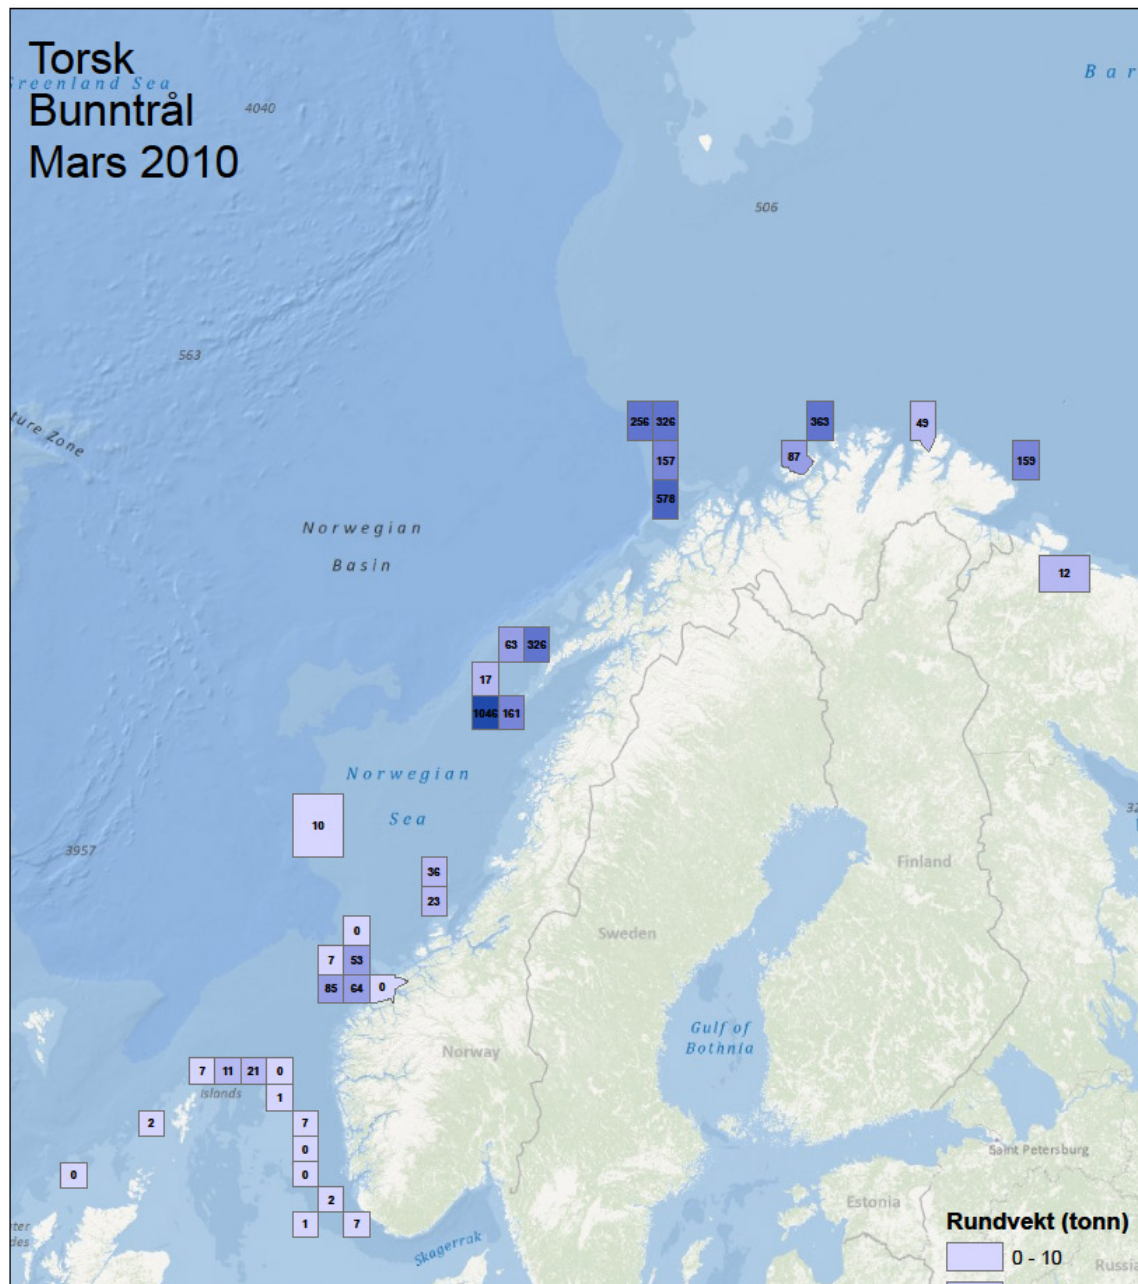 Torsk
Greenland Sea
Bunntrål
Mars 2010
4040
Bar
506
563
ture Zone
256 326
363
49
157
87
159
578
Norwegian
Basin
12
63 326
17
1046 161
Norwegian
Sea
10
3957
36
Finland
23
0
Sweden
7 53
85 64 0
Gulf of
Bothnia
Norway
7 11 21 0
islands
1
2
7
0
Saint Petersburg
0
0
2
Estonia
1 7
Rundvekt (tonn)
Skagerrak
0 - 10
Russia